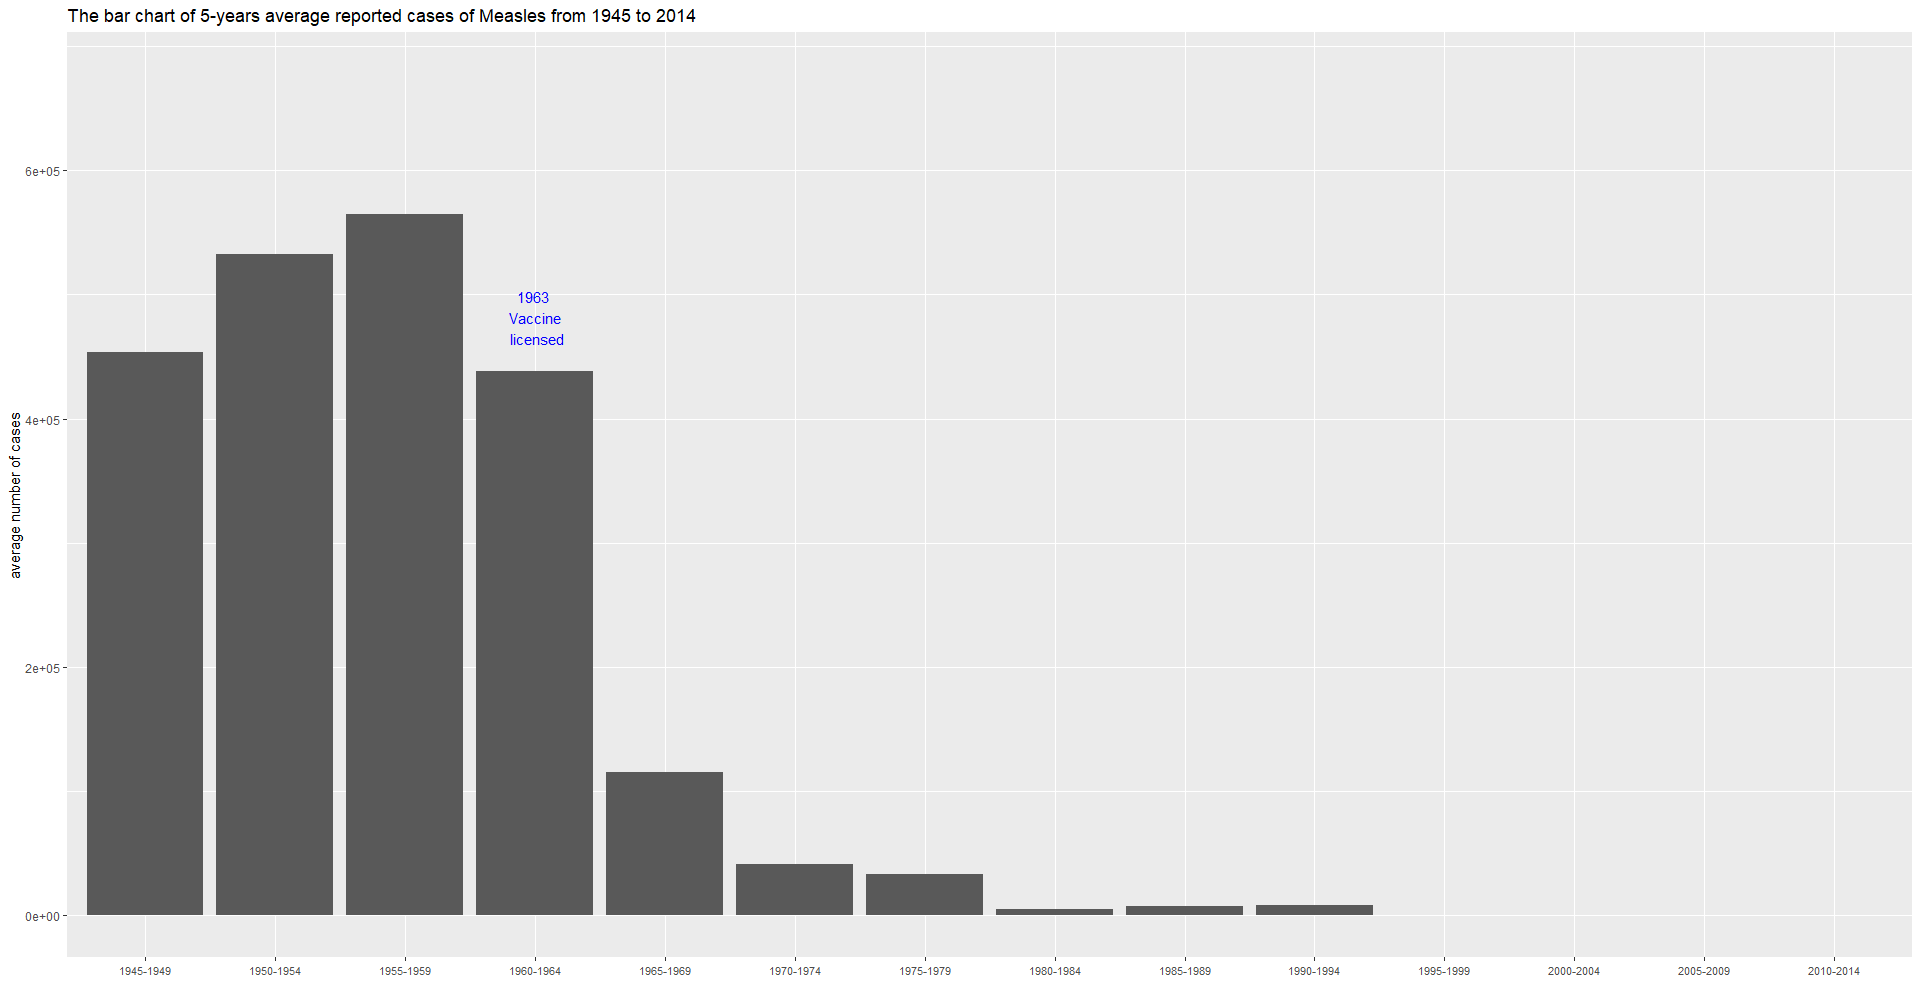 The bar chart of 5-years average reported cases of Measles from 1945 to 2014
average number of cases
6e+05
4e+05
2e+05
0e+00
1963
Vaccine
licensed
1945-1949 1950-1954 1955-1959 1960-1964 1965-1969 1970-1974 1975-1979 1980-1984 1985-1989 1990-1994 1995-1999 2000-2004 2005-2009 2010-2014